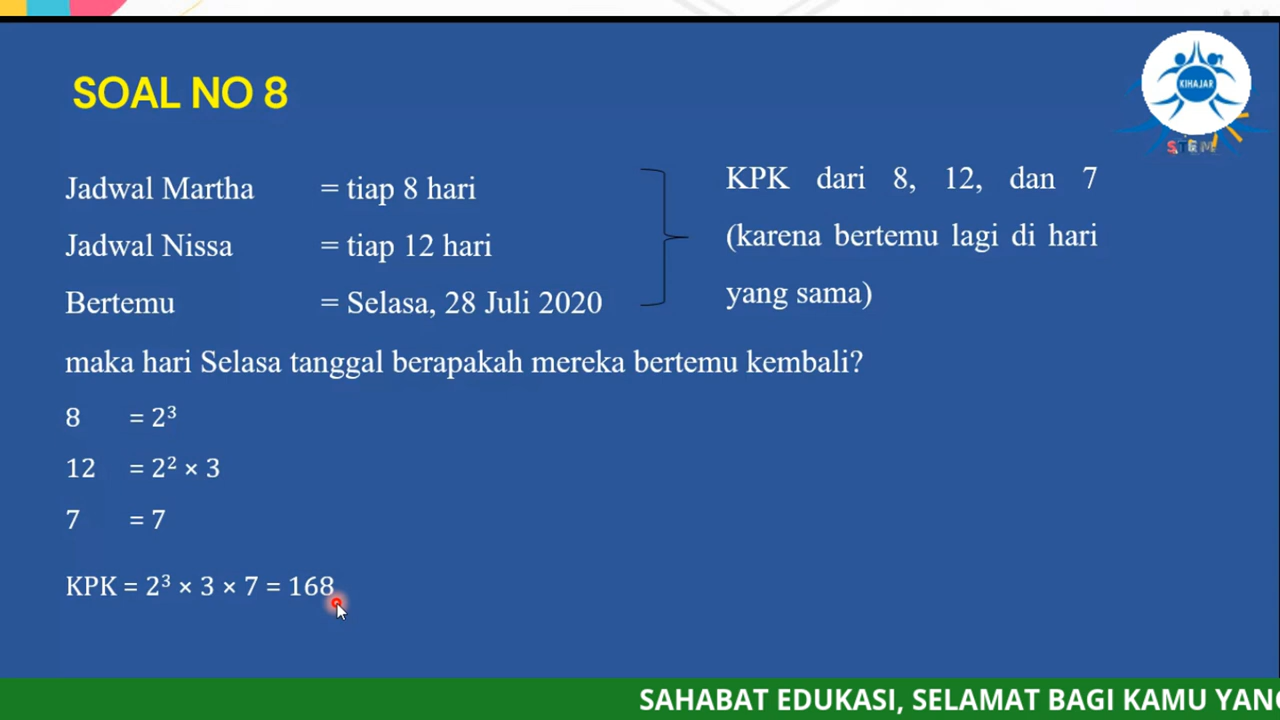 SOAL NO 8
KIHAJAR
STEM
Jadwal Martha = tiap 8 hari
Jadwal Nissa = tiap 12 hari
Bertemu = Selasa, 28 Juli 2020
KPK dari 8, 12, dan 7
(karena bertemu lagi di hari
yang sama)
maka hari Selasa tanggal berapakah mereka bertemu kembali?
8 = 2³
12 = 2² × 3
7 = 7
KPK = 2³ × 3 × 7 = 168
SAHABAT EDUKASI, SELAMAT BAGI KAMU YANG